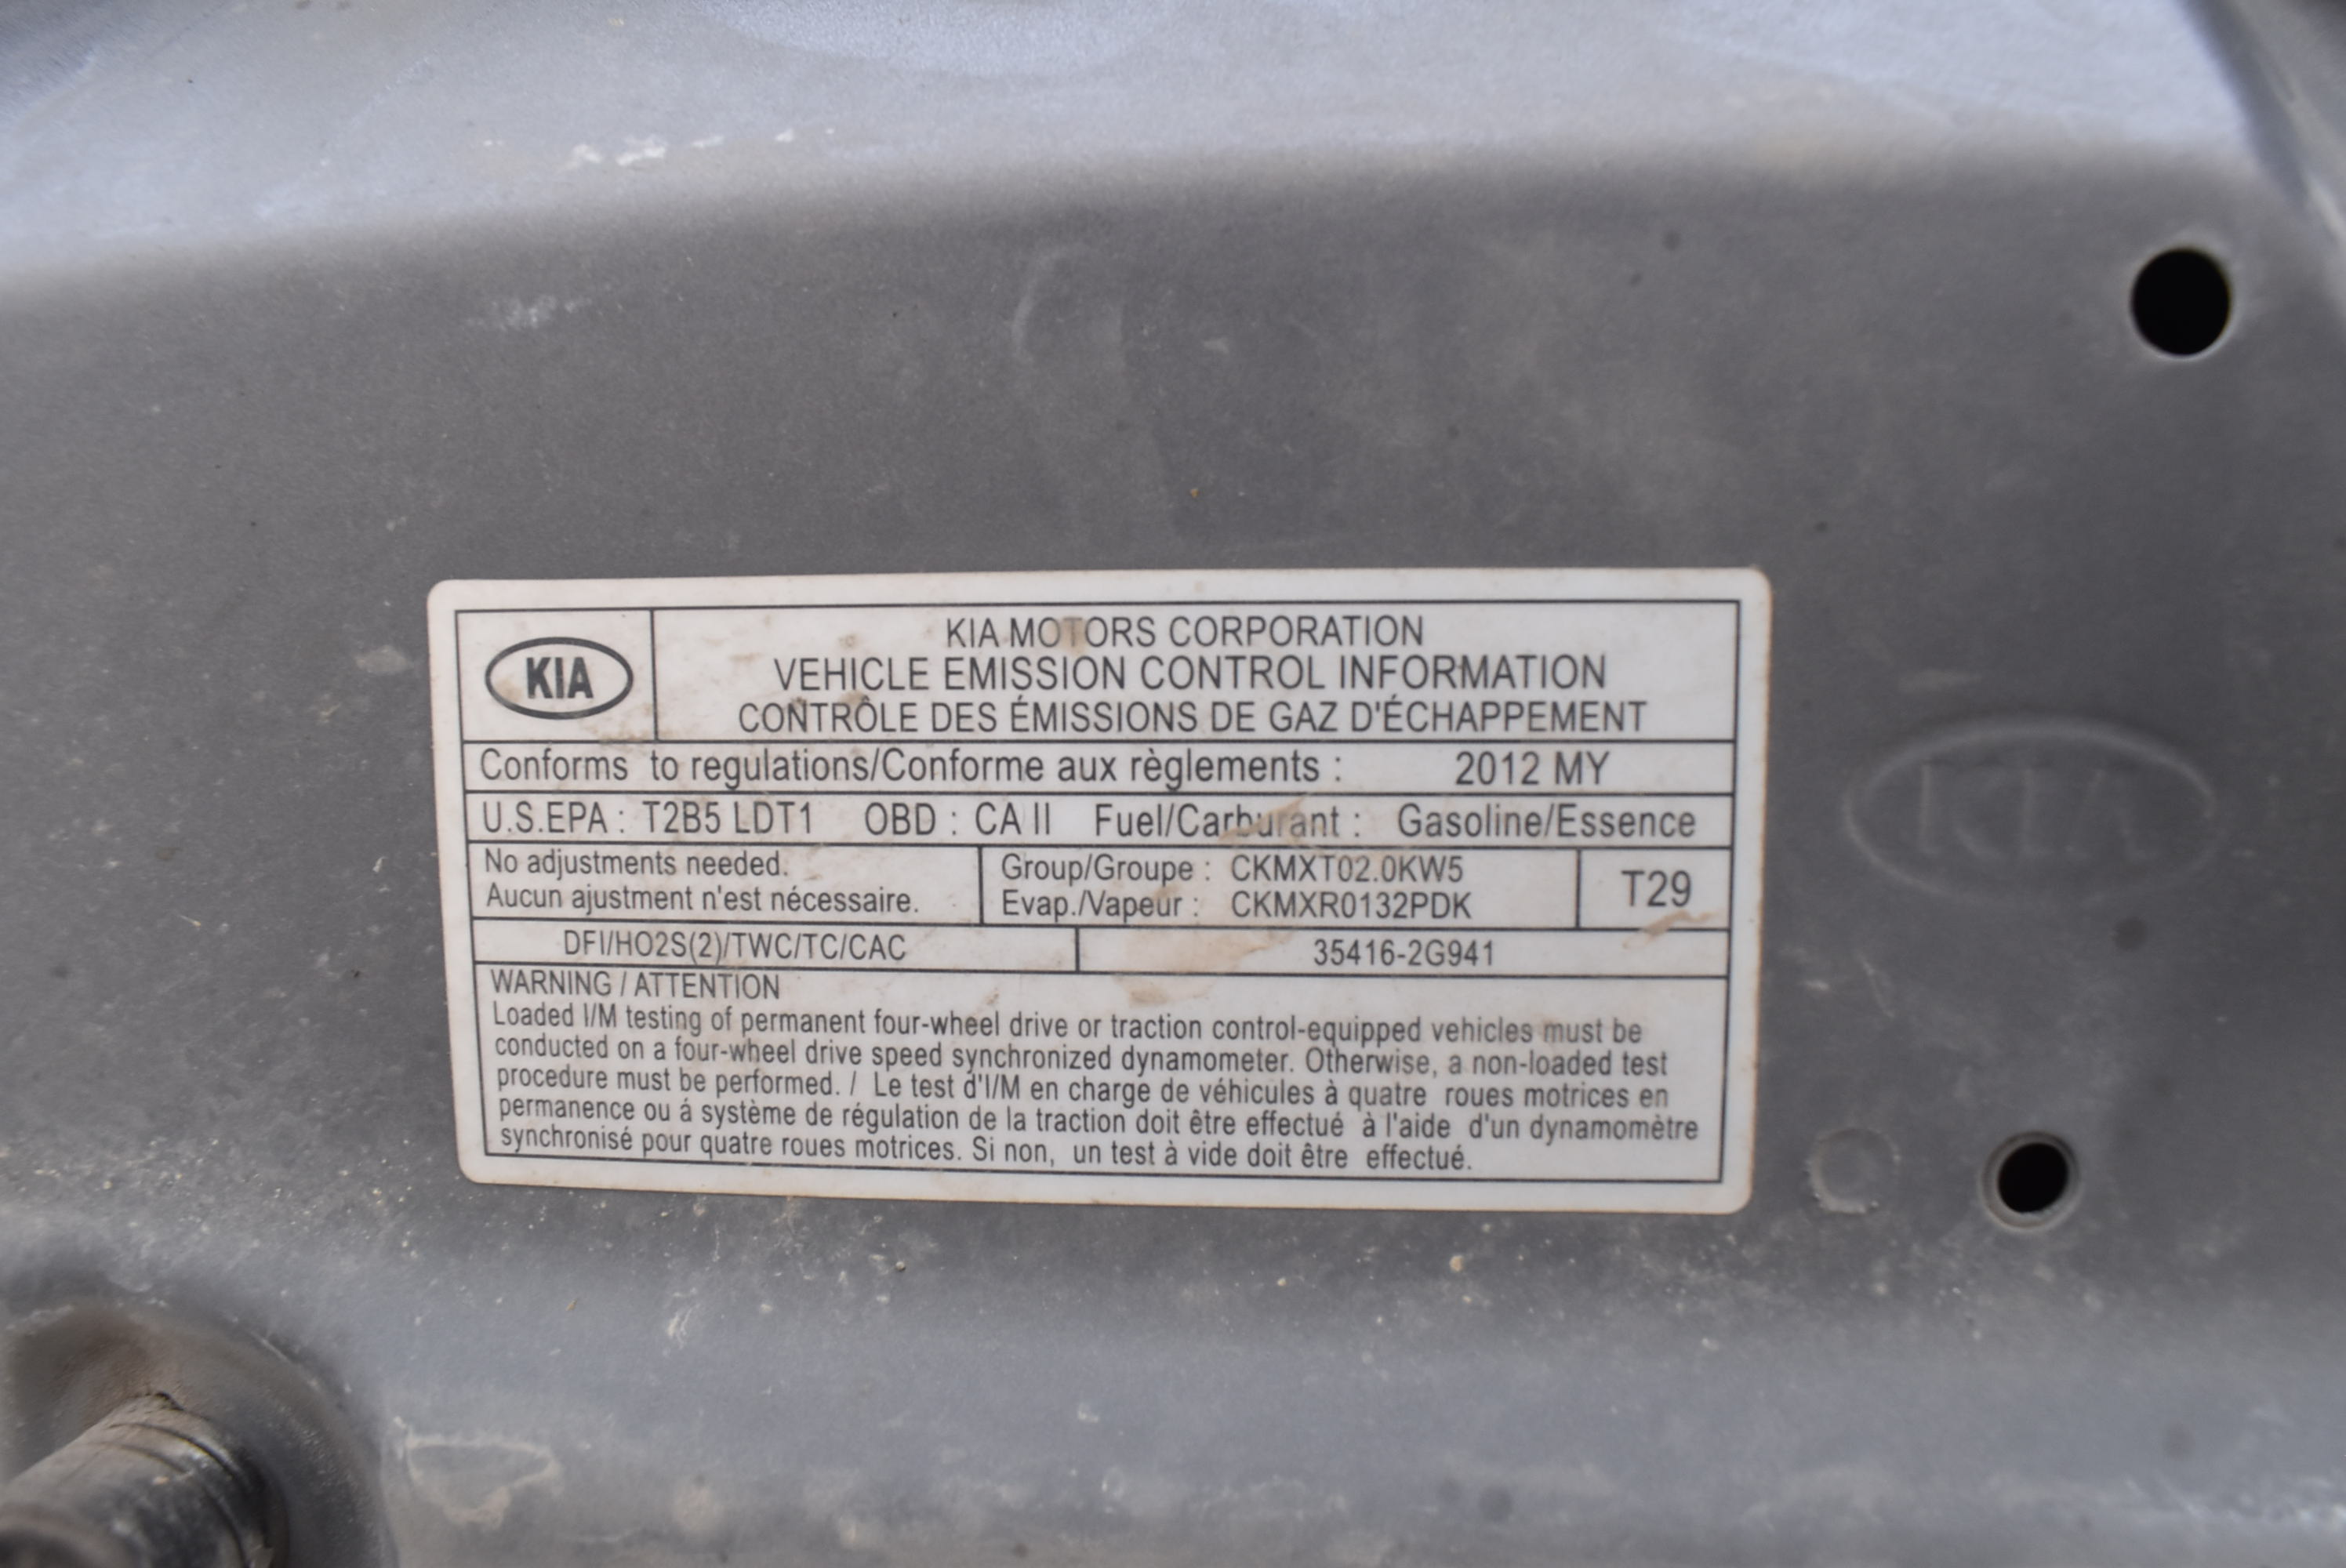 KIA
KIA MOTORS CORPORATION
VEHICLE EMISSION CONTROL INFORMATION
CONTRÔLE DES ÉMISSIONS DE GAZ D'ÉCHAPPEMENT
Conforms to regulations/Conforme aux règlements : 2012 MY
U.S.EPA : T2B5 LDT1 OBD : CA II Fuel/Carburant : Gasoline/Essence
No adjustments needed.
Aucun ajustment n'est nécessaire.
Group/Groupe : CKMXT02.0KW5
Evap./Vapeur : CKMXR0132PDK
T29
DFI/HO2S(2)/TWC/TC/CAC
35416-2G941
WARNING / ATTENTION
Loaded I/M testing of permanent four-wheel drive or traction control-equipped vehicles must be
conducted on a four-wheel drive speed synchronized dynamometer. Otherwise, a non-loaded test
procedure must be performed. / Le test d'I/M en charge de véhicules à quatre roues motrices en
permanence ou á système de régulation de la traction doit être effectué à l'aide d'un dynamomètre
synchronisé pour quatre roues motrices. Si non, un test à vide doit être effectué.
KIA